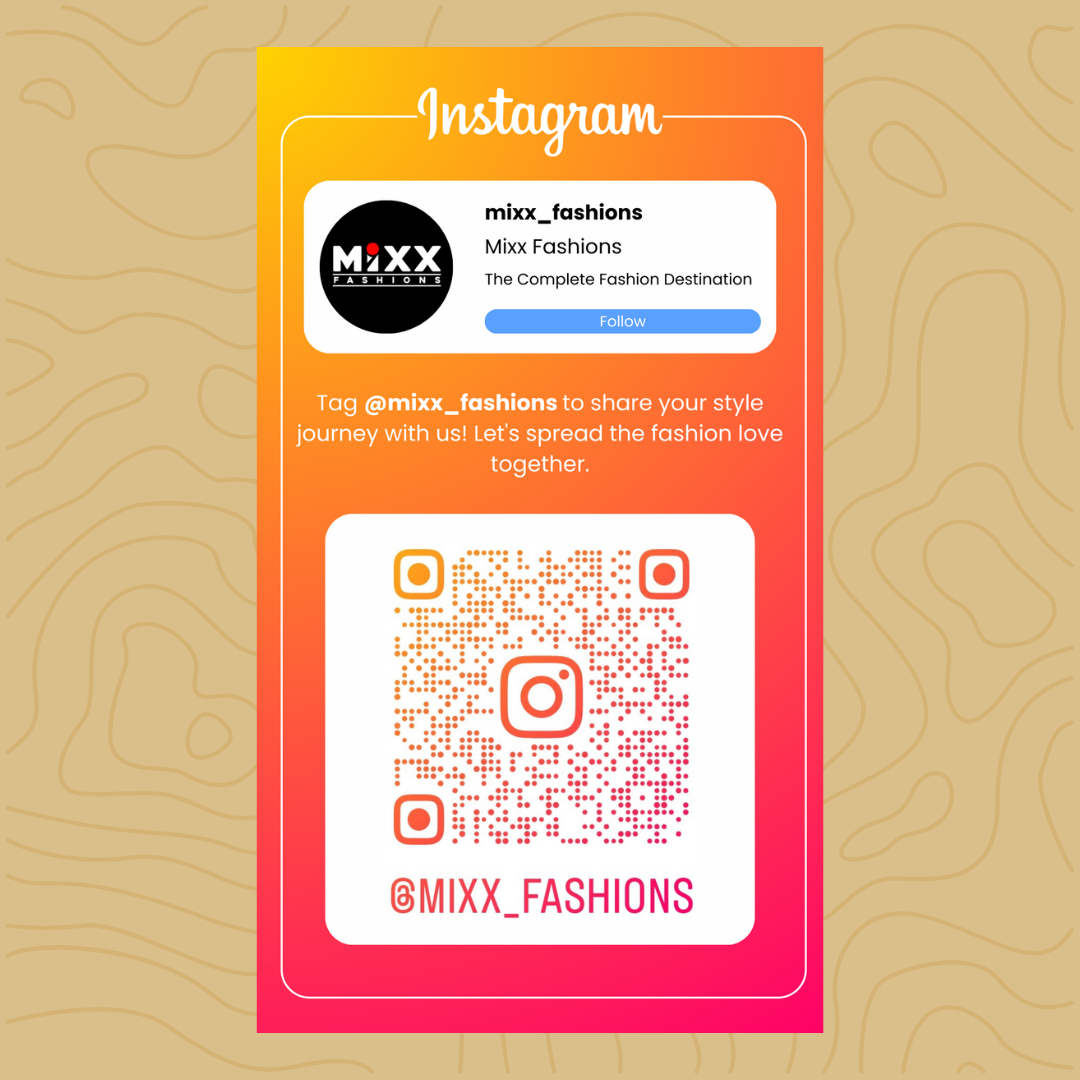 Instagram
MiXX
FASHIONS
mixx_fashions
Mixx Fashions
The Complete Fashion Destination
Follow
Tag @mixx_fashions to share your style
journey with us! Let's spread the fashion love
together.
@MIXX_FASHIONS